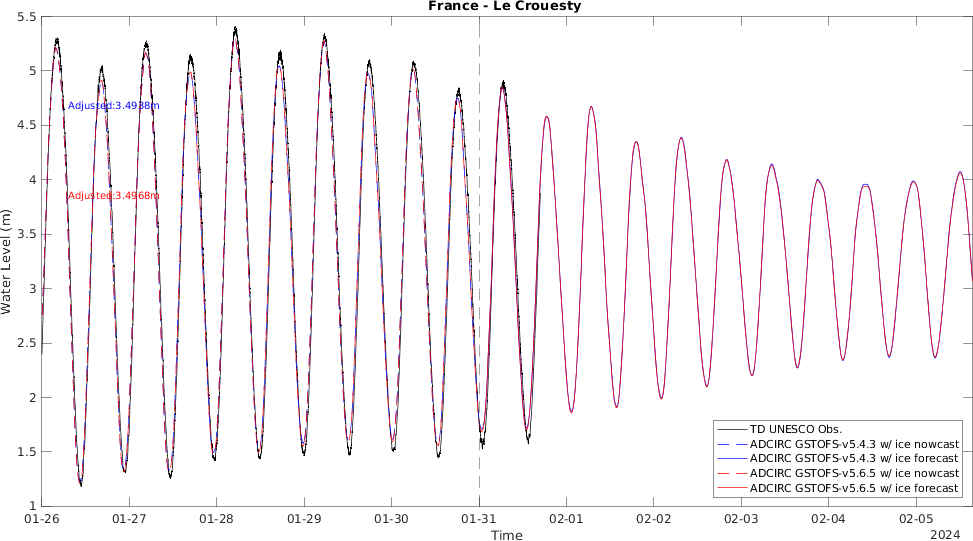 France - Le Crouesty
5.5
5
4.5
4
3.5
3
2.5
2
1.5
1
Water Level (m)
Adjusted:3.4938m
Adjusted:3.4968m
TD UNESCO Obs.
ADCIRC GSTOFS-v5.4.3 w/ ice nowcast
ADCIRC GSTOFS-v5.4.3 w/ ice forecast
ADCIRC GSTOFS-v5.6.5 w/ ice nowcast
ADCIRC GSTOFS-v5.6.5 w/ ice forecast
01-26 01-27 01-28 01-29 01-30 01-31 02-01 02-02 02-03 02-04 02-05
Time
2024